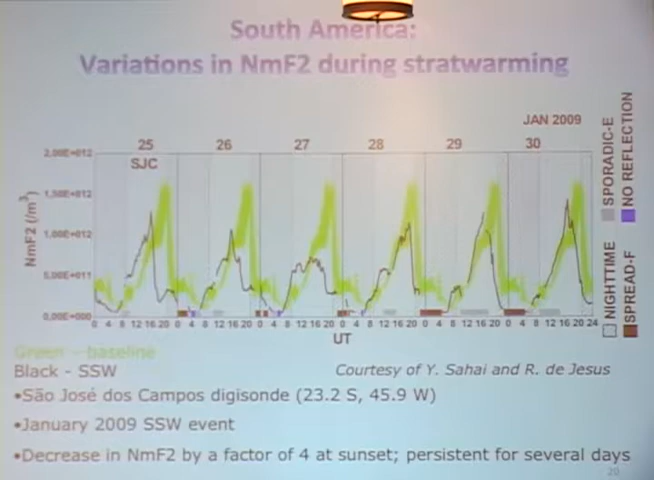 South America:
Variations in NmF2 during stratwarming
JAN 2009
25 26 27 28 29 30
SJC
2.00E+012
1.50E+012
1.00E+012
5.00E+011
0.00E+000
NmF2 (/m³)
0 4 8 12 16 20 0 4 8 12 16 20 0 4 8 12 16 20 0 4 8 12 16 20 0 4 8 12 16 20 0 4 8 12 16 20 24
UT
SPORADIC-E
NO REFLECTION
NIGHTTIME
SPREAD-F
Green - baseline
Black - SSW
Courtesy of Y. Sahai and R. de Jesus
•São José dos Campos digisonde (23.2 S, 45.9 W)
•January 2009 SSW event
•Decrease in NmF2 by a factor of 4 at sunset; persistent for several days
20